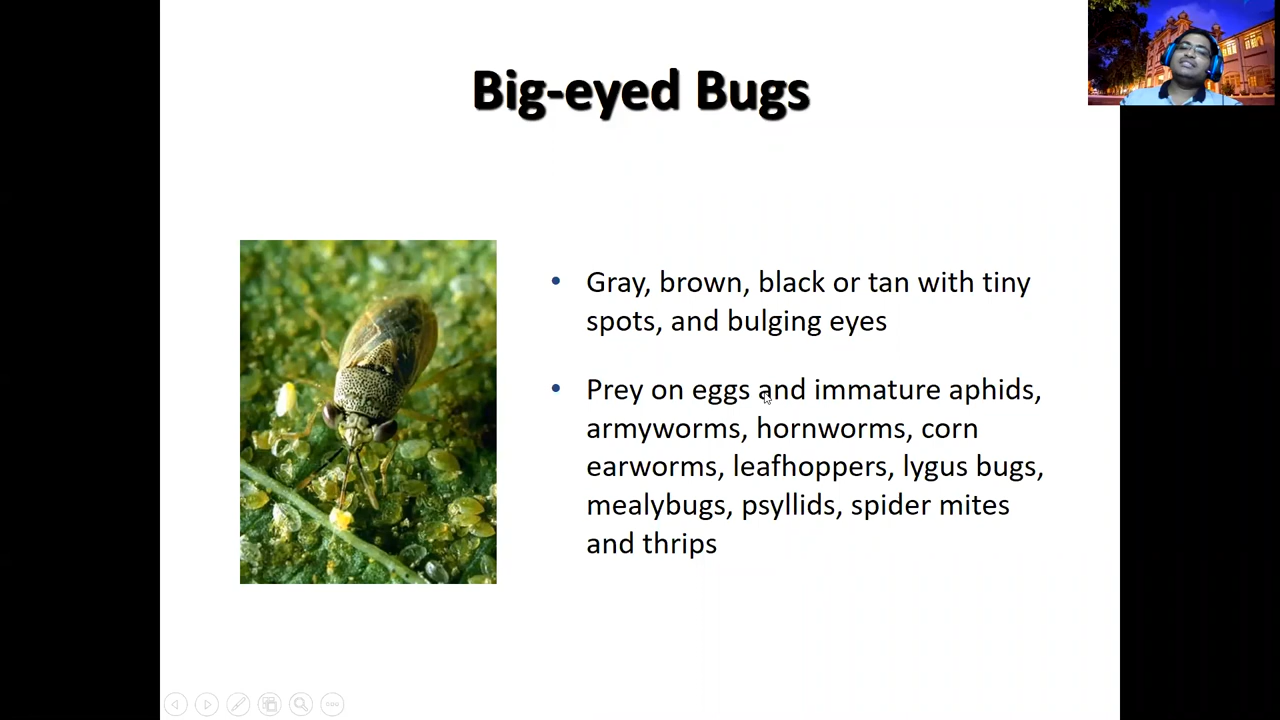 Big-eyed Bugs
• Gray, brown, black or tan with tiny
spots, and bulging eyes
• Prey on eggs and immature aphids,
armyworms, hornworms, corn
earworms, leafhoppers, lygus bugs,
mealybugs, psyllids, spider mites
and thrips